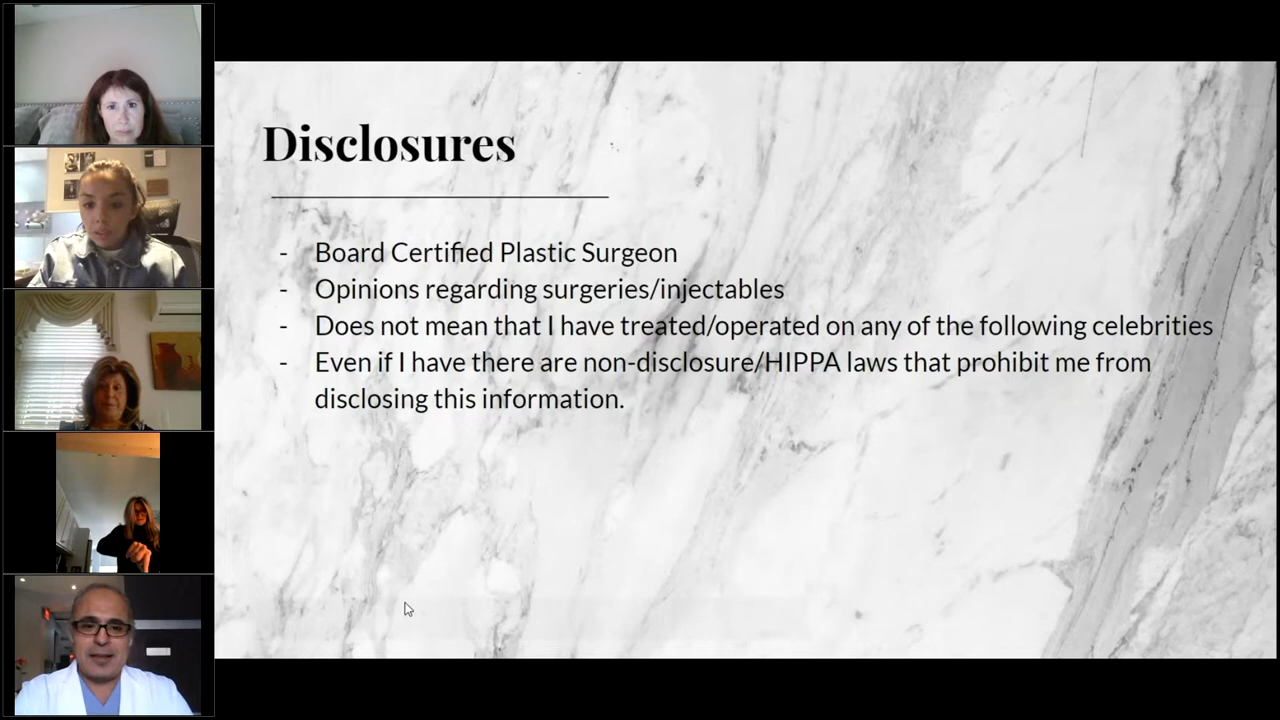 Disclosures
- Board Certified Plastic Surgeon
- Opinions regarding surgeries/injectables
- Does not mean that I have treated/operated on any of the following celebrities
- Even if I have there are non-disclosure/HIPPA laws that prohibit me from
disclosing this information.